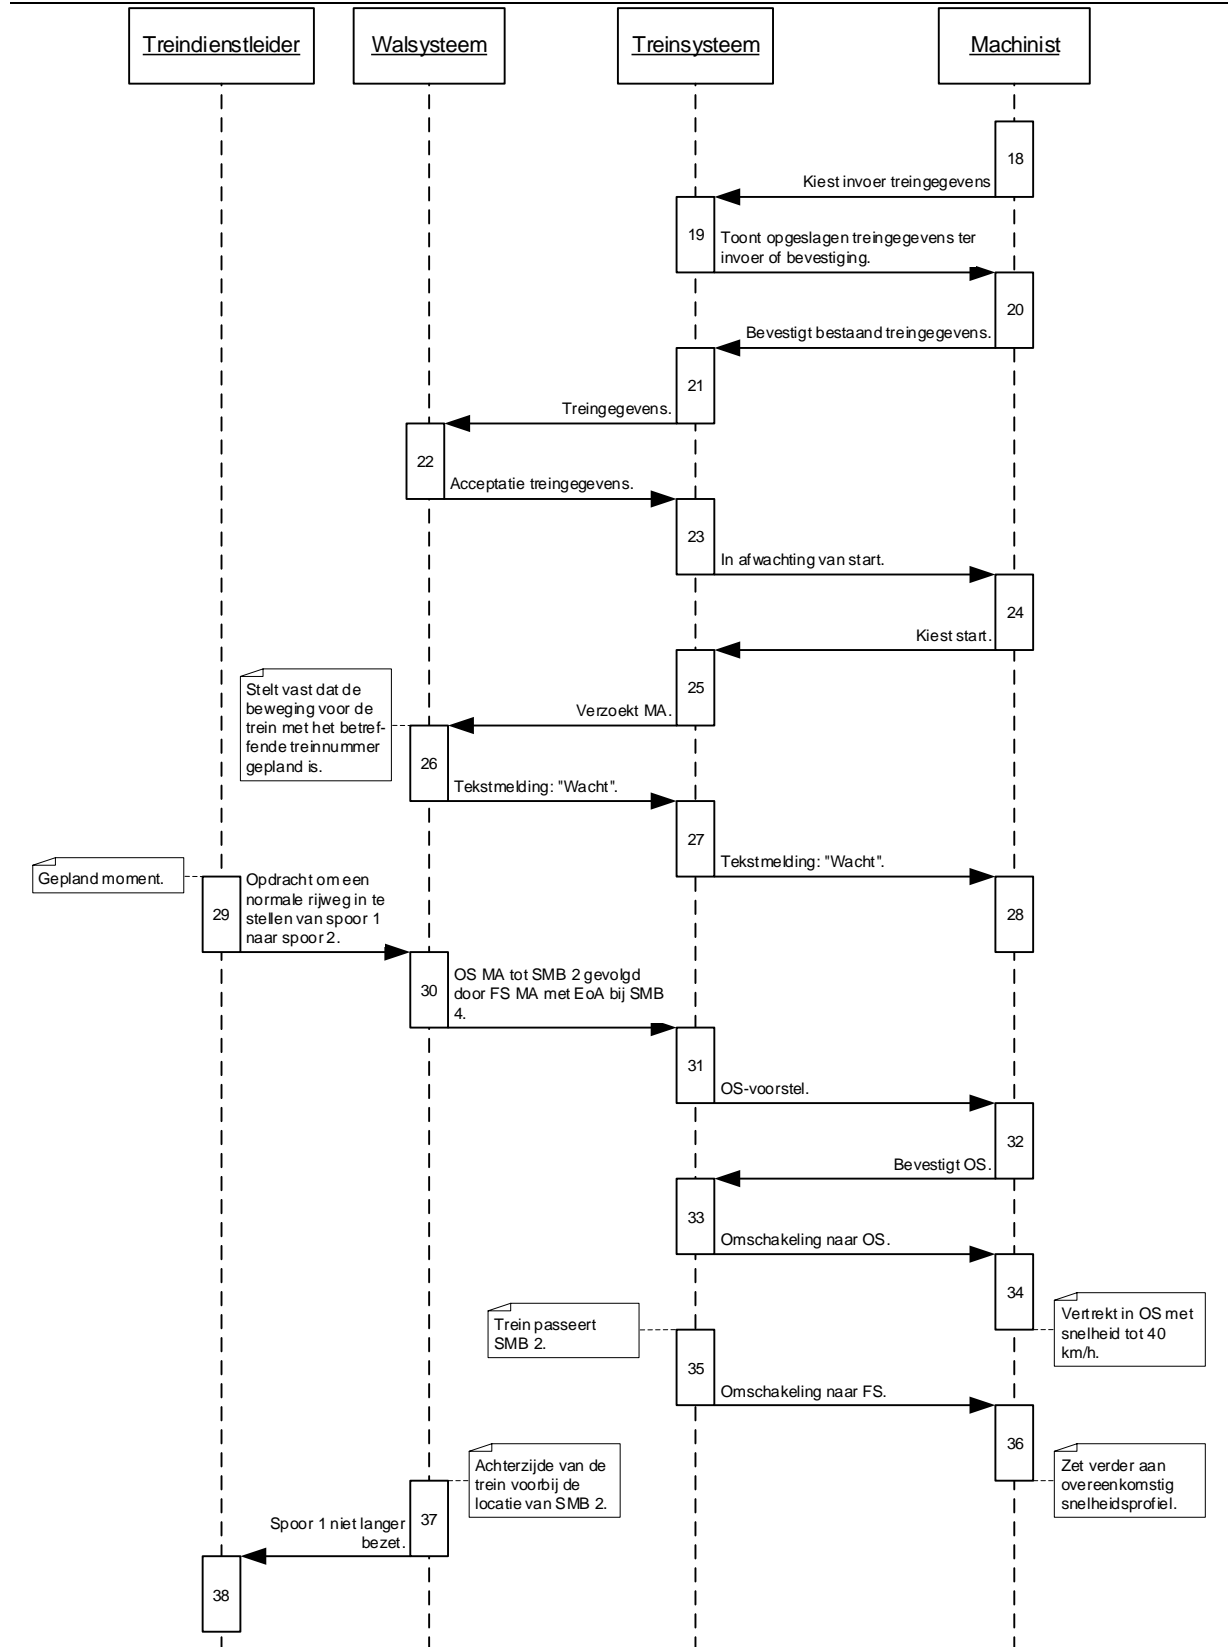 Treindienstleider
Walsysteem
Treinsysteem
Machinist
18
Kiest invoer treingegevens
19
Toont opgeslagen treingegevens ter
invoer of bevestiging.
20
Bevestigt bestaand treingegevens.
21
Treingegevens.
22
Acceptatie treingegevens.
23
In afwachting van start.
24
Kiest start.
25
Verzoekt MA.
Stelt vast dat de
beweging voor de
trein met het betref-
fende treinnummer
gepland is.
26
Tekstmelding: "Wacht".
27
Tekstmelding: "Wacht".
28
Gepland moment.
29
Opdracht om een
normale rijweg in te
stellen van spoor 1
naar spoor 2.
30
OS MA tot SMB 2 gevolgd
door FS MA met EoA bij SMB
4.
31
OS-voorstel.
32
Bevestigt OS.
33
Omschakeling naar OS.
34
Vertrekt in OS met
snelheid tot 40
km/h.
Trein passeert
SMB 2.
35
Omschakeling naar FS.
36
Zet verder aan
overeenkomstig
snelheidsprofiel.
Achterzijde van de
trein voorbij de
locatie van SMB 2.
37
Spoor 1 niet langer
bezet.
38